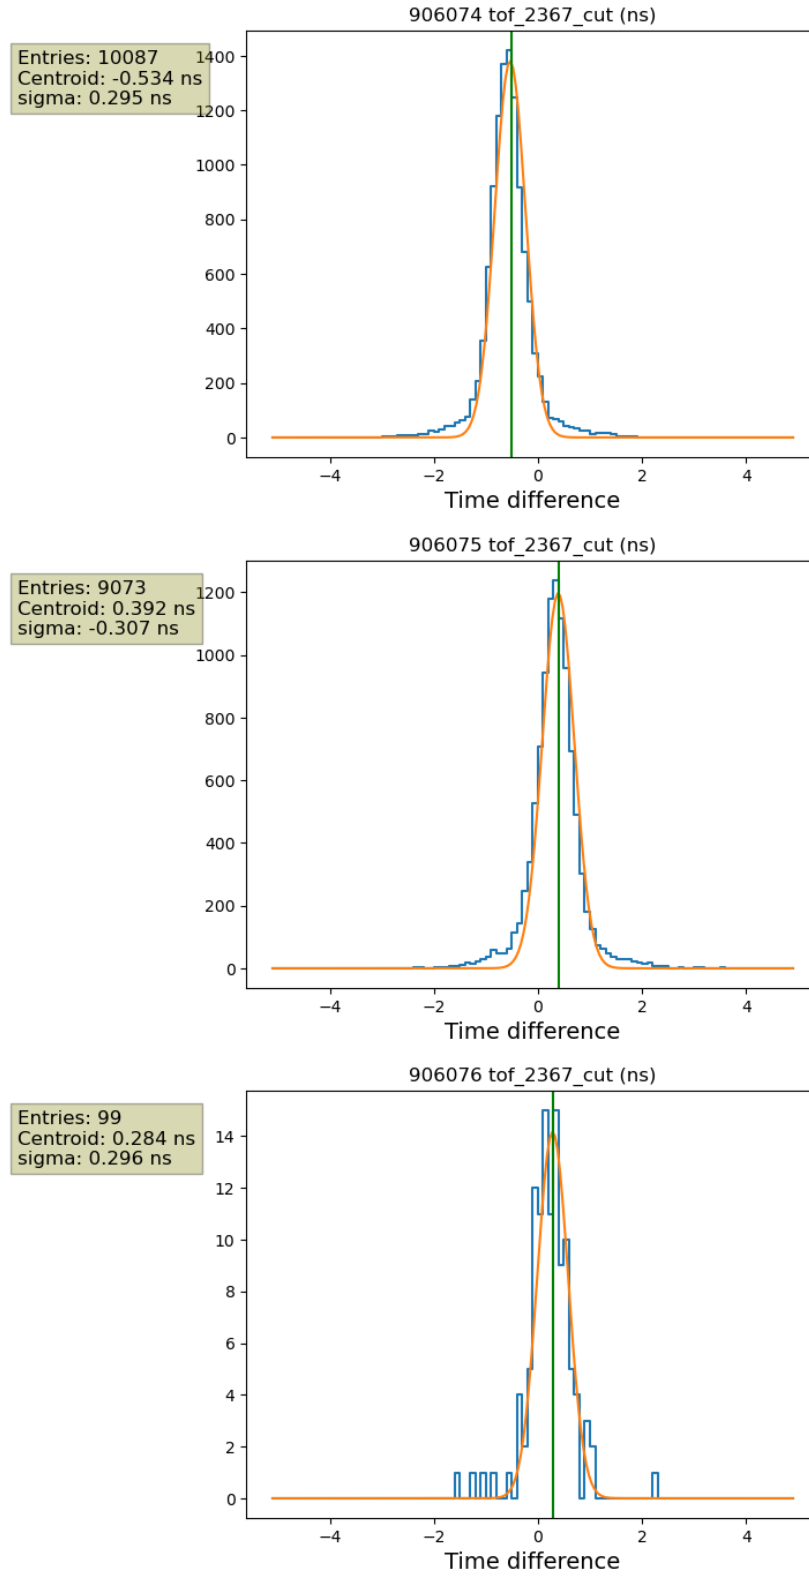 906074 tof_2367_cut (ns)
Entries: 10087
Centroid: -0.534 ns
sigma: 0.295 ns
1400
1200
1000
800
600
400
200
0
−4 −2 0 2 4
Time difference
906075 tof_2367_cut (ns)
Entries: 9073
Centroid: 0.392 ns
sigma: -0.307 ns
1200
1000
800
600
400
200
0
−4 −2 0 2 4
Time difference
906076 tof_2367_cut (ns)
Entries: 99
Centroid: 0.284 ns
sigma: 0.296 ns
14
12
10
8
6
4
2
0
−4 −2 0 2 4
Time difference